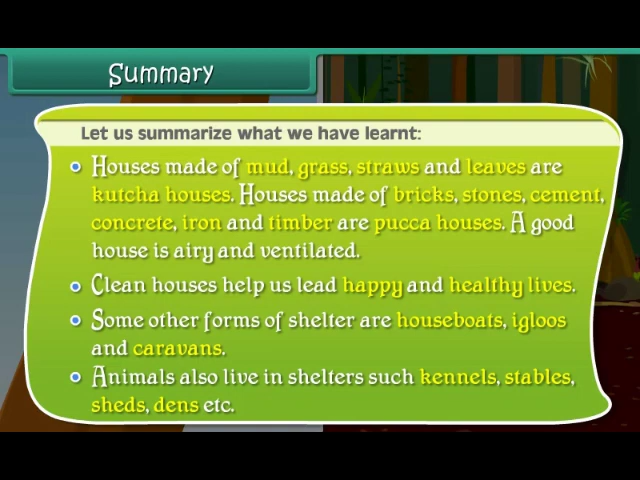 Summary
Let us summarize what we have learnt:
Houses made of mud, grass, straws and leaves are
kutcha houses. Houses made of bricks, stones, cement,
concrete, iron and timber are pucca houses. A good
house is airy and ventilated.
Clean houses help us lead happy and healthy lives.
Some other forms of shelter are houseboats, igloos
and caravans.
Animals also live in shelters such kennels, stables,
sheds, dens etc.